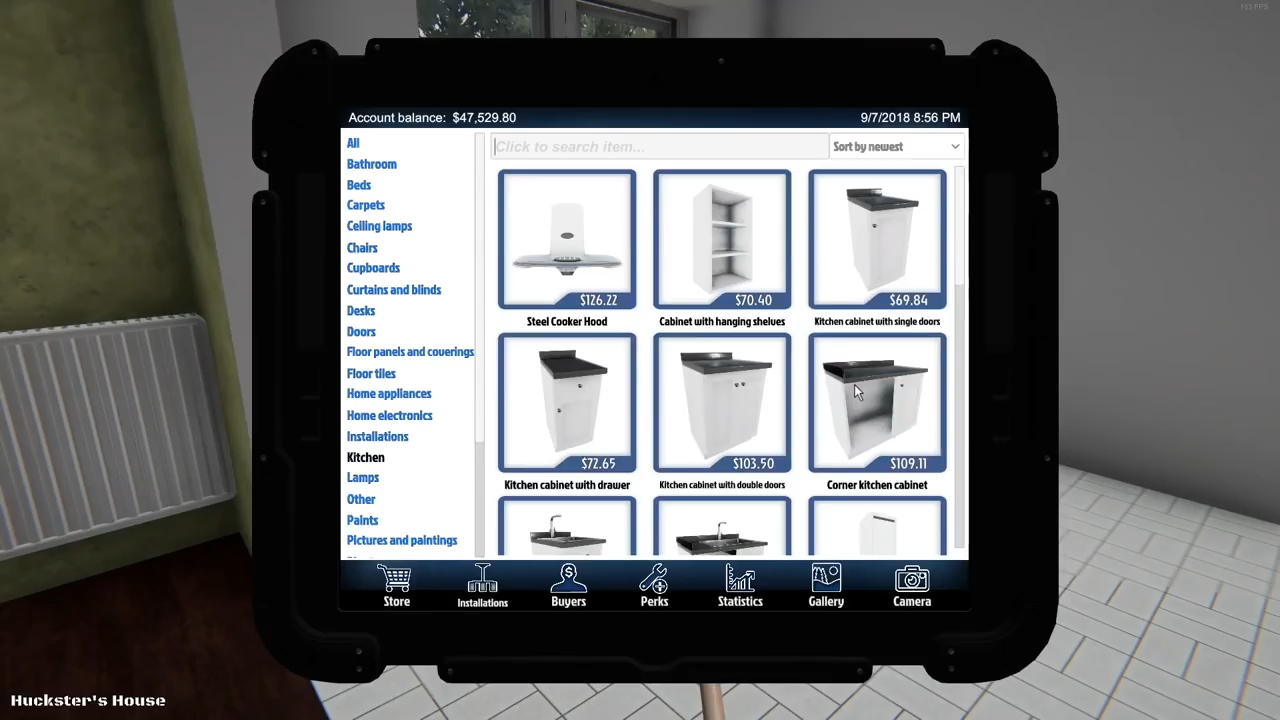 Account balance: $47,529.80
9/7/2018 8:56 PM
All
Bathroom
Beds
Carpets
Ceiling lamps
Chairs
Cupboards
Curtains and blinds
Desks
Doors
Floor panels and coverings
Floor tiles
Home appliances
Home electronics
Installations
Kitchen
Lamps
Other
Paints
Pictures and paintings
Click to search item...
Sort by newest
$126.22
$70.40
$69.84
Steel Cooker Hood
Cabinet with hanging shelves
Kitchen cabinet with single doors
$72.65
$103.50
$109.11
Kitchen cabinet with drawer
Kitchen cabinet with double doors
Corner kitchen cabinet
Store
Installations
Buyers
Perks
Statistics
Gallery
Camera
Huckster's House